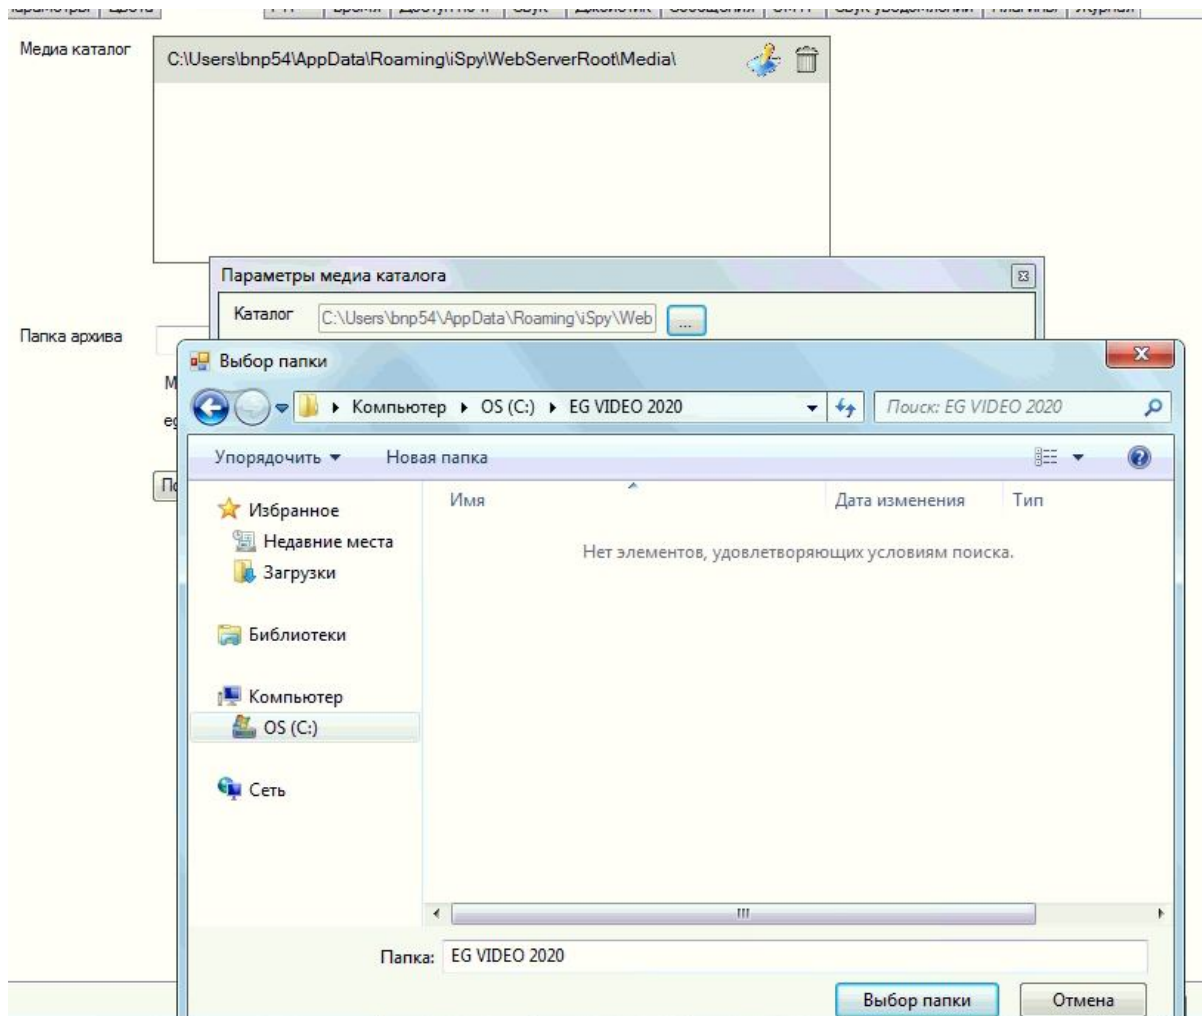 Медиа каталог
C:\Users\bnp54\AppData\Roaming\iSpy\WebServerRoot\Media\
Параметры медиа каталога
Каталог C:\Users\bnp54\AppData\Roaming\iSpy\Web ...
Папка архива
Выбор папки
Компьютер OS (C:) EG VIDEO 2020 Поиск: EG VIDEO 2020
Упорядочить Новая папка
Имя Дата изменения Тип
Избранное
Недавние места
Нет элементов, удовлетворяющих условиям поиска.
Загрузки
Библиотеки
Компьютер
OS (C:)
Сеть
Папка: EG VIDEO 2020
Выбор папки Отмена